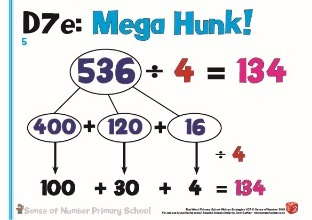 D7e: Mega Hunk!
5
536 ÷ 4 = 134
400 + 120 + 16
÷ 4
100 + 30 + 4 = 134
Sense of Number Primary School